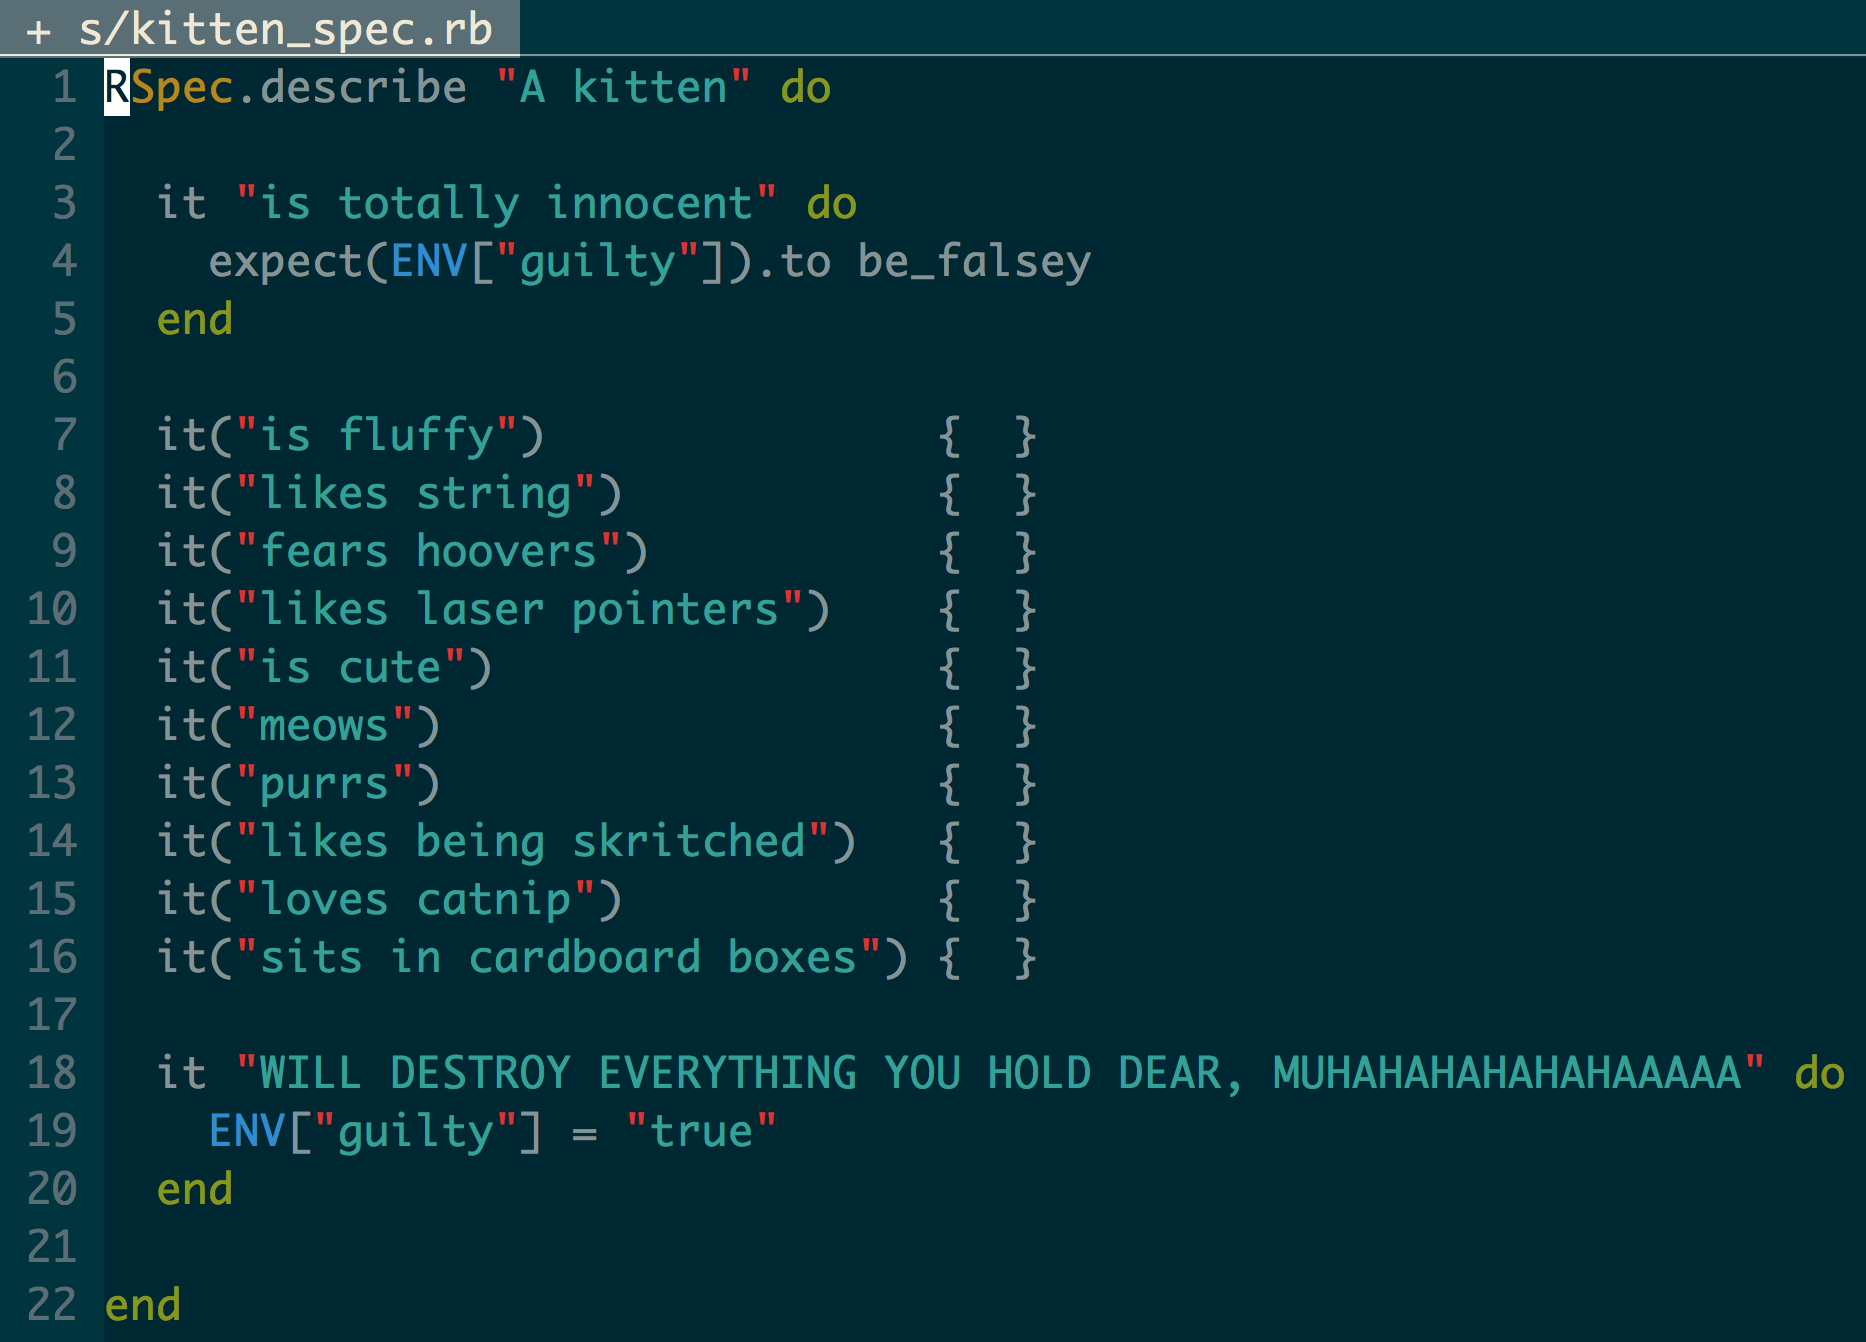 + s/kitten_spec.rb
1 RSpec.describe "A kitten" do
2
3   it "is totally innocent" do
4     expect(ENV["guilty"]).to be_falsey
5   end
6
7   it("is fluffy")               {  }
8   it("likes string")            {  }
9   it("fears hoovers")           {  }
10   it("likes laser pointers")    {  }
11   it("is cute")                 {  }
12   it("meows")                   {  }
13   it("purrs")                   {  }
14   it("likes being skritched")   {  }
15   it("loves catnip")            {  }
16   it("sits in cardboard boxes") {  }
17
18   it "WILL DESTROY EVERYTHING YOU HOLD DEAR, MUHAHAHAHAHAHAAAAA" do
19     ENV["guilty"] = "true"
20   end
21
22 end